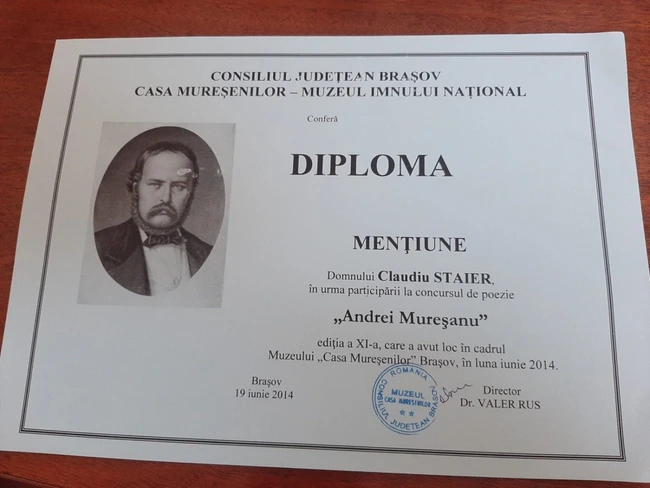 CONSILIUL JUDEŢEAN BRAŞOV
CASA MUREŞENILOR – MUZEUL IMNULUI NAŢIONAL
Conferă
DIPLOMA
MENŢIUNE
Domnului Claudiu STAIER,
în urma participării la concursul de poezie
„Andrei Mureşanu”
ediţia a XI-a, care a avut loc în cadrul
Muzeului „Casa Mureşenilor” Braşov, în luna iunie 2014.
Braşov
19 iunie 2014
Director
Dr. VALER RUS
ROMANIA
MUZEUL
CASA MUREŞENILOR
CONSILIUL JUDEŢEAN BRAŞOV